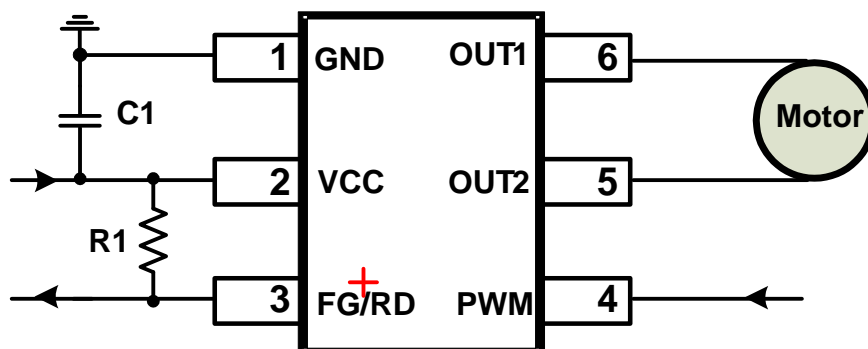 1 GND OUT1 6
C1 Motor
2 VCC OUT2 5
R1
3 FG/RD PWM 4